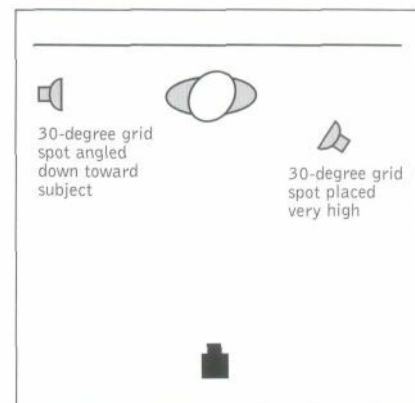 30-degree grid
spot angled
down toward
subject
30-degree grid
spot placed
very high